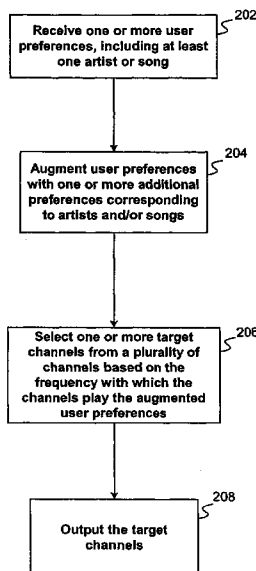 202
Receive one or more user
preferences, including at least
one artist or song
204
Augment user preferences
with one or more additional
preferences corresponding
to artists and/or songs
206
Select one or more target
channels from a plurality of
channels based on the
frequency with which the
channels play the augmented
user preferences
208
Output the target
channels